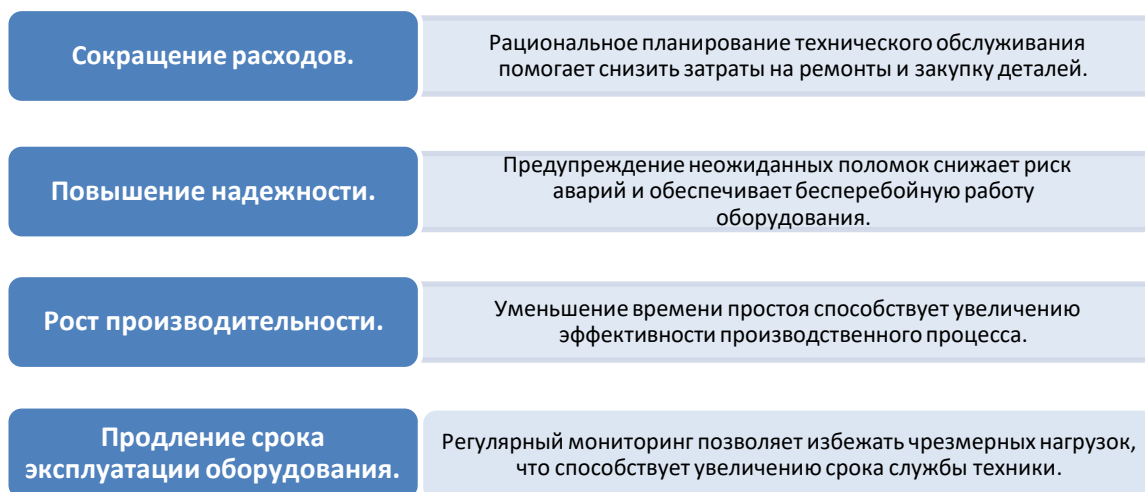 Сокращение расходов.
Рациональное планирование технического обслуживания
помогает снизить затраты на ремонты и закупку деталей.
Повышение надежности.
Предупреждение неожиданных поломок снижает риск
аварий и обеспечивает бесперебойную работу
оборудования.
Рост производительности.
Уменьшение времени простоя способствует увеличению
эффективности производственного процесса.
Продление срока
эксплуатации оборудования.
Регулярный мониторинг позволяет избежать чрезмерных нагрузок,
что способствует увеличению срока службы техники.